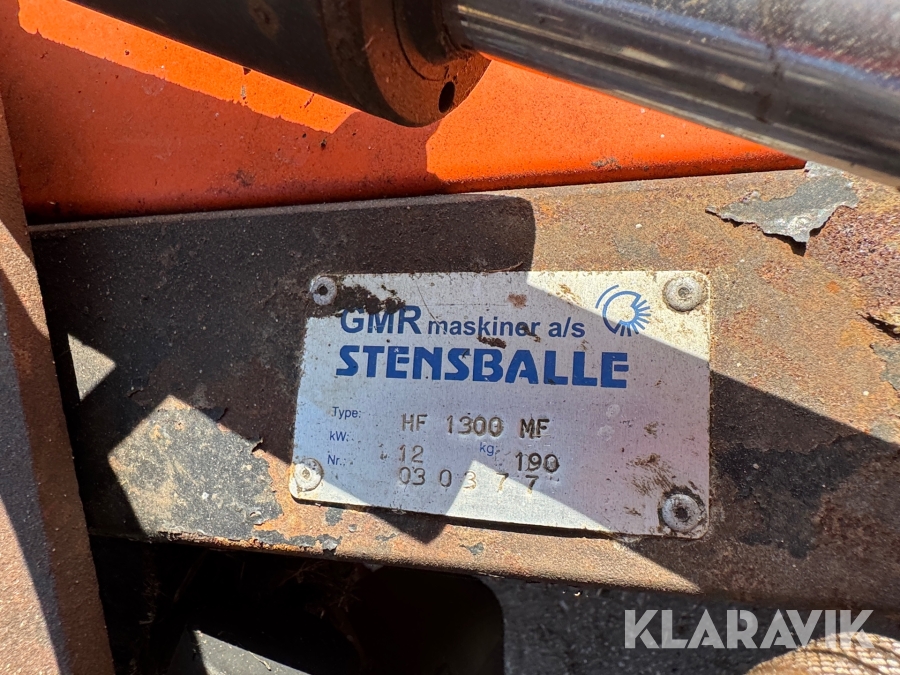 GMR maskiner a/s
STENSBALLE
Type: HF 1300 MF
kW: 12 kg. 190
Nr.: 030377
KLARAVIK